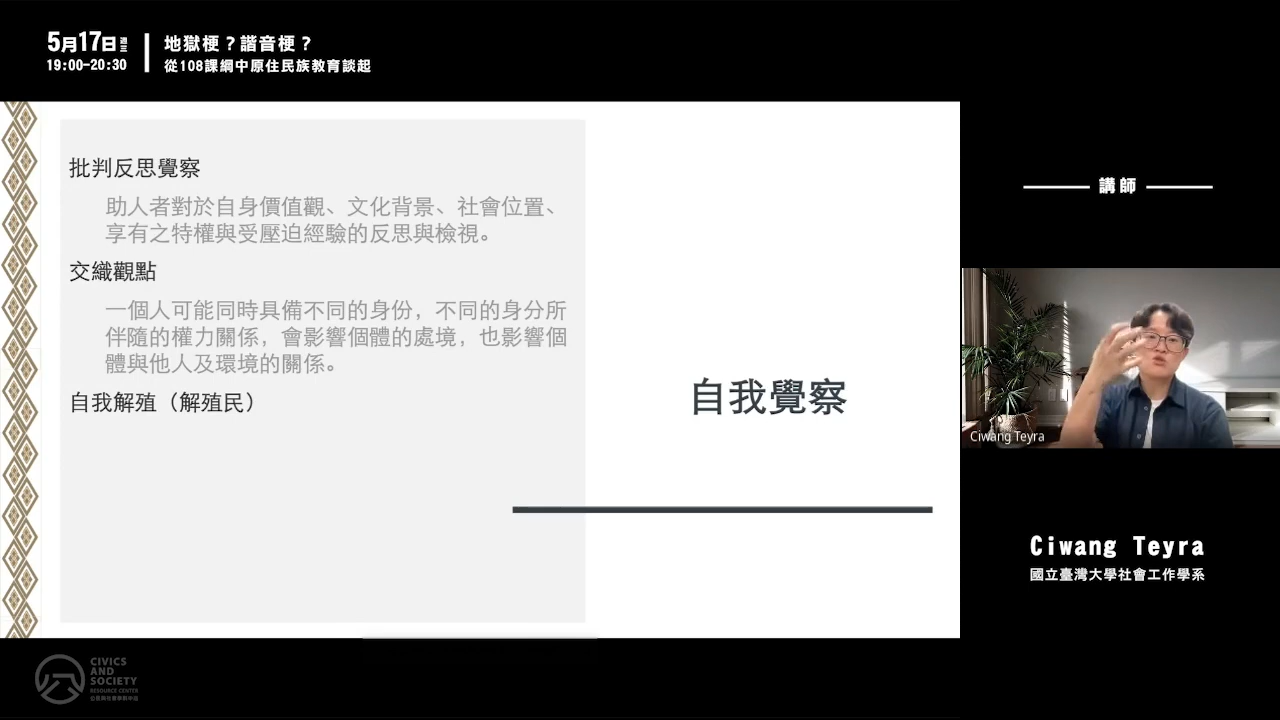 5月17日 週三
19:00-20:30
地獄梗？諧音梗？
從108課綱中原住民族教育談起
批判反思覺察
助人者對於自身價值觀、文化背景、社會位置、
享有之特權與受壓迫經驗的反思與檢視。
交織觀點
一個人可能同時具備不同的身份，不同的身分所
伴隨的權力關係，會影響個體的處境，也影響個
體與他人及環境的關係。
自我解殖（解殖民）
自我覺察
講師
Ciwang Teyra
Ciwang Teyra
國立臺灣大學社會工作學系
CIVICS
AND
SOCIETY
RESOURCE CENTER